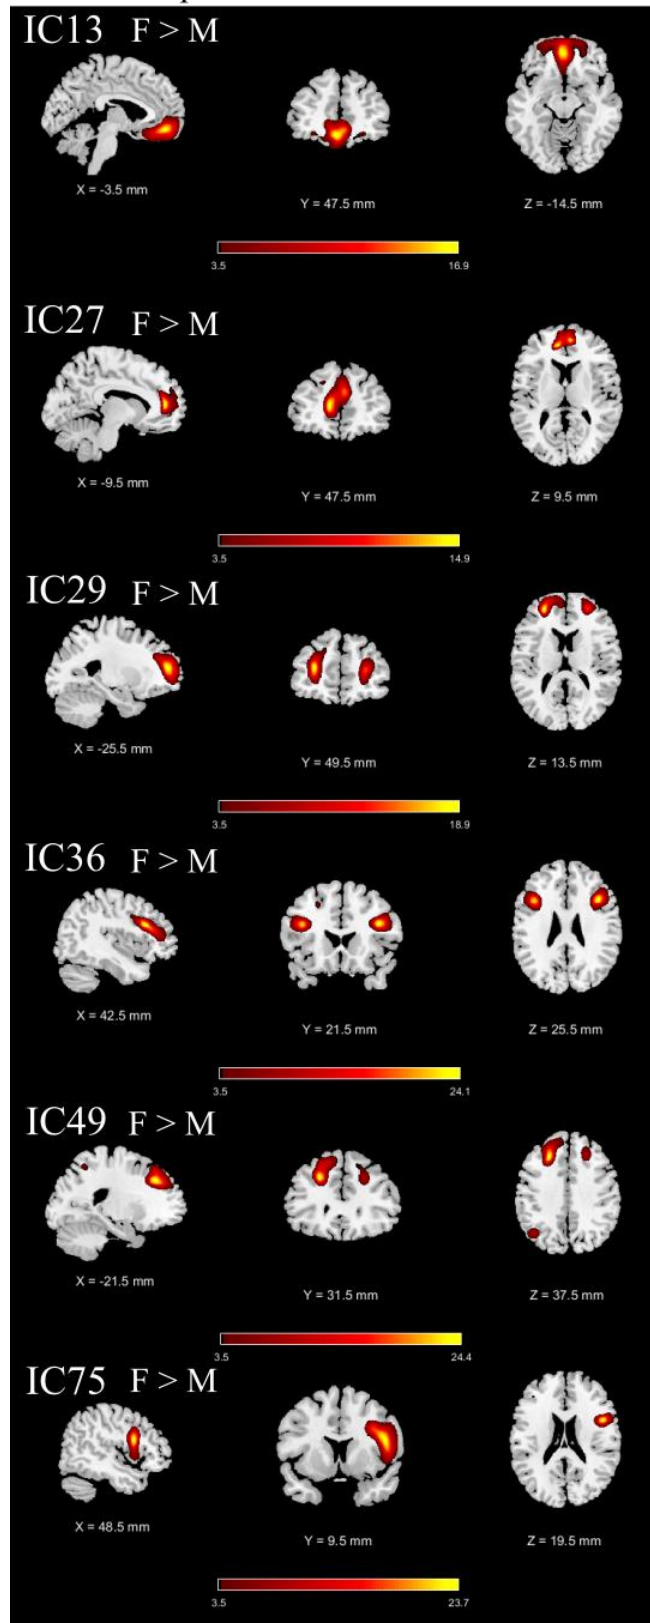 IC13 F > M
X = -3.5 mm
Y = 47.5 mm
Z = -14.5 mm
3.5
16.9
IC27 F > M
X = -9.5 mm
Y = 47.5 mm
Z = 9.5 mm
3.5
14.9
IC29 F > M
X = -25.5 mm
Y = 49.5 mm
Z = 13.5 mm
3.5
18.9
IC36 F > M
X = 42.5 mm
Y = 21.5 mm
Z = 25.5 mm
3.5
24.1
IC49 F > M
X = -21.5 mm
Y = 31.5 mm
Z = 37.5 mm
3.5
24.4
IC75 F > M
X = 48.5 mm
Y = 9.5 mm
Z = 19.5 mm
3.5
23.7